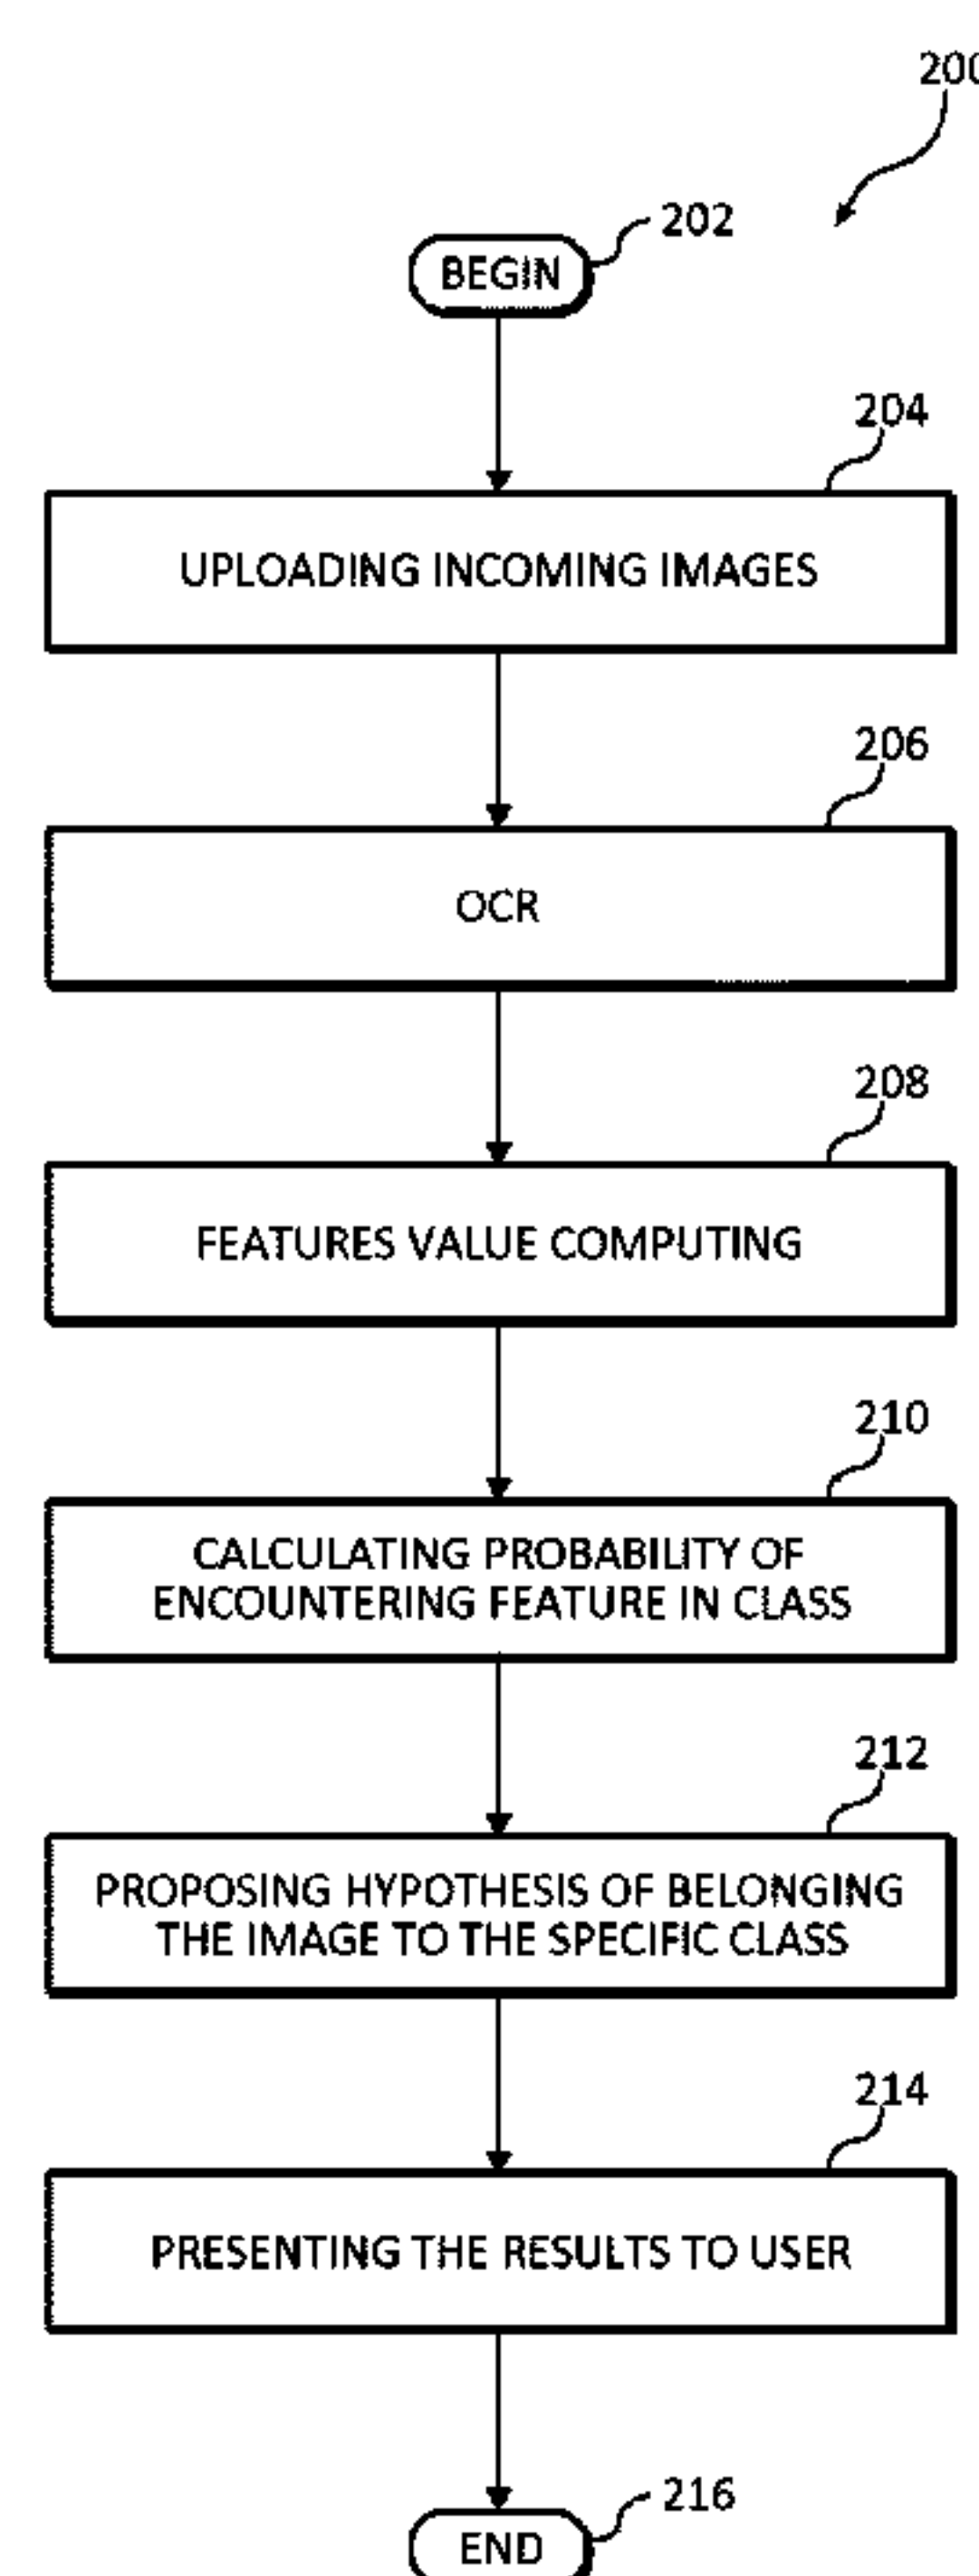 200
202
BEGIN
204
UPLOADING INCOMING IMAGES
206
OCR
208
FEATURES VALUE COMPUTING
210
CALCULATING PROBABILITY OF
ENCOUNTERING FEATURE IN CLASS
212
PROPOSING HYPOTHESIS OF BELONGING
THE IMAGE TO THE SPECIFIC CLASS
214
PRESENTING THE RESULTS TO USER
216
END